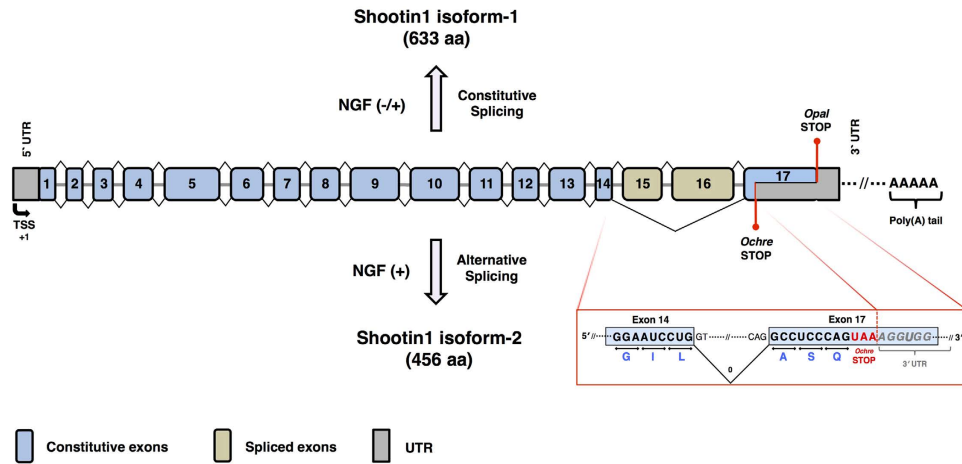 Shootin1 isoform-1
(633 aa)
NGF (-/+)
Constitutive
Splicing
5` UTR
Opal
STOP
3` UTR
1 2 3 4 5 6 7 8 9 10 11 12 13 14 15 16 17
AAAAA
Poly(A) tail
TSS
+1
Ochre
STOP
NGF (+)
Alternative
Splicing
Shootin1 isoform-2
(456 aa)
Exon 14
Exon 17
5'//·····GGAAUCCUG GT·····//·····CAG GCCUCCCAGUAAAGGUGG·····//3'
G I L
A S Q
Ochre
STOP
3' UTR
0
Constitutive exons
Spliced exons
UTR